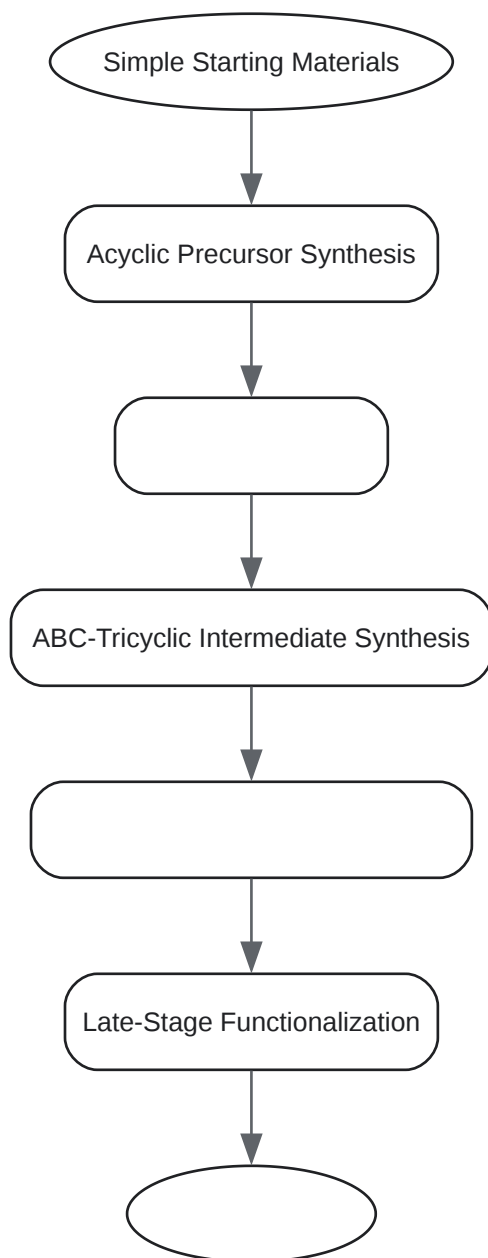 Simple Starting Materials
Acyclic Precursor Synthesis
ABC-Tricyclic Intermediate Synthesis
Late-Stage Functionalization